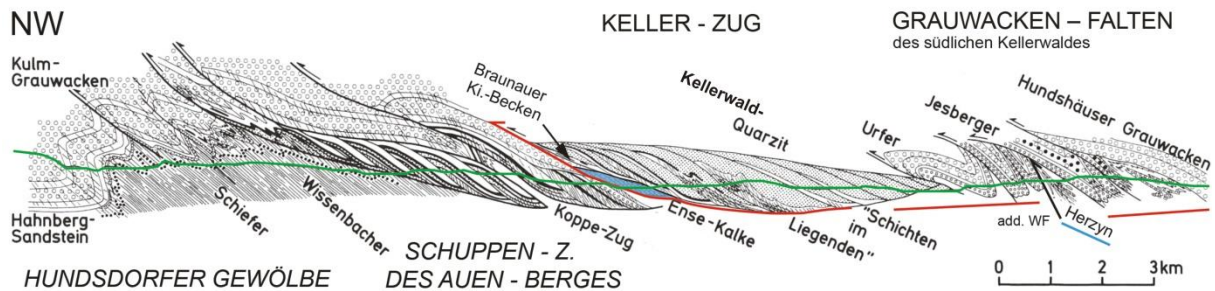 NW
KELLER - ZUG
GRAUWACKEN – FALTEN
des südlichen Kellerwaldes
Kulm-
Grauwacken
Braunauer
Ki.-Becken
Kellerwald-
Quarzit
Urfer
Jesberger
Hundshäuser Grauwacken
Hahnberg-
Sandstein
Schiefer
Wissenbacher
Koppe-Zug
Ense-Kalke
"Schichten
im
Liegenden"
add. WF
Herzyn
HUNDSDORFER GEWÖLBE
SCHUPPEN - Z.
DES AUEN - BERGES
0 1 2 3km